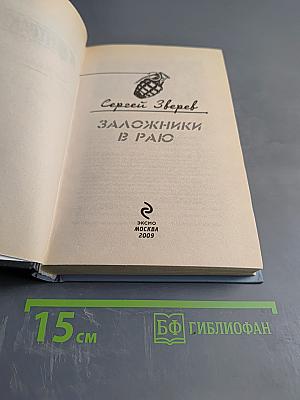 Сергей Зверев
ЗАЛОЖНИКИ
В РАЮ
ЭКСМО
МОСКВА
2009
15 см
БФ ГИБЛИОФАН